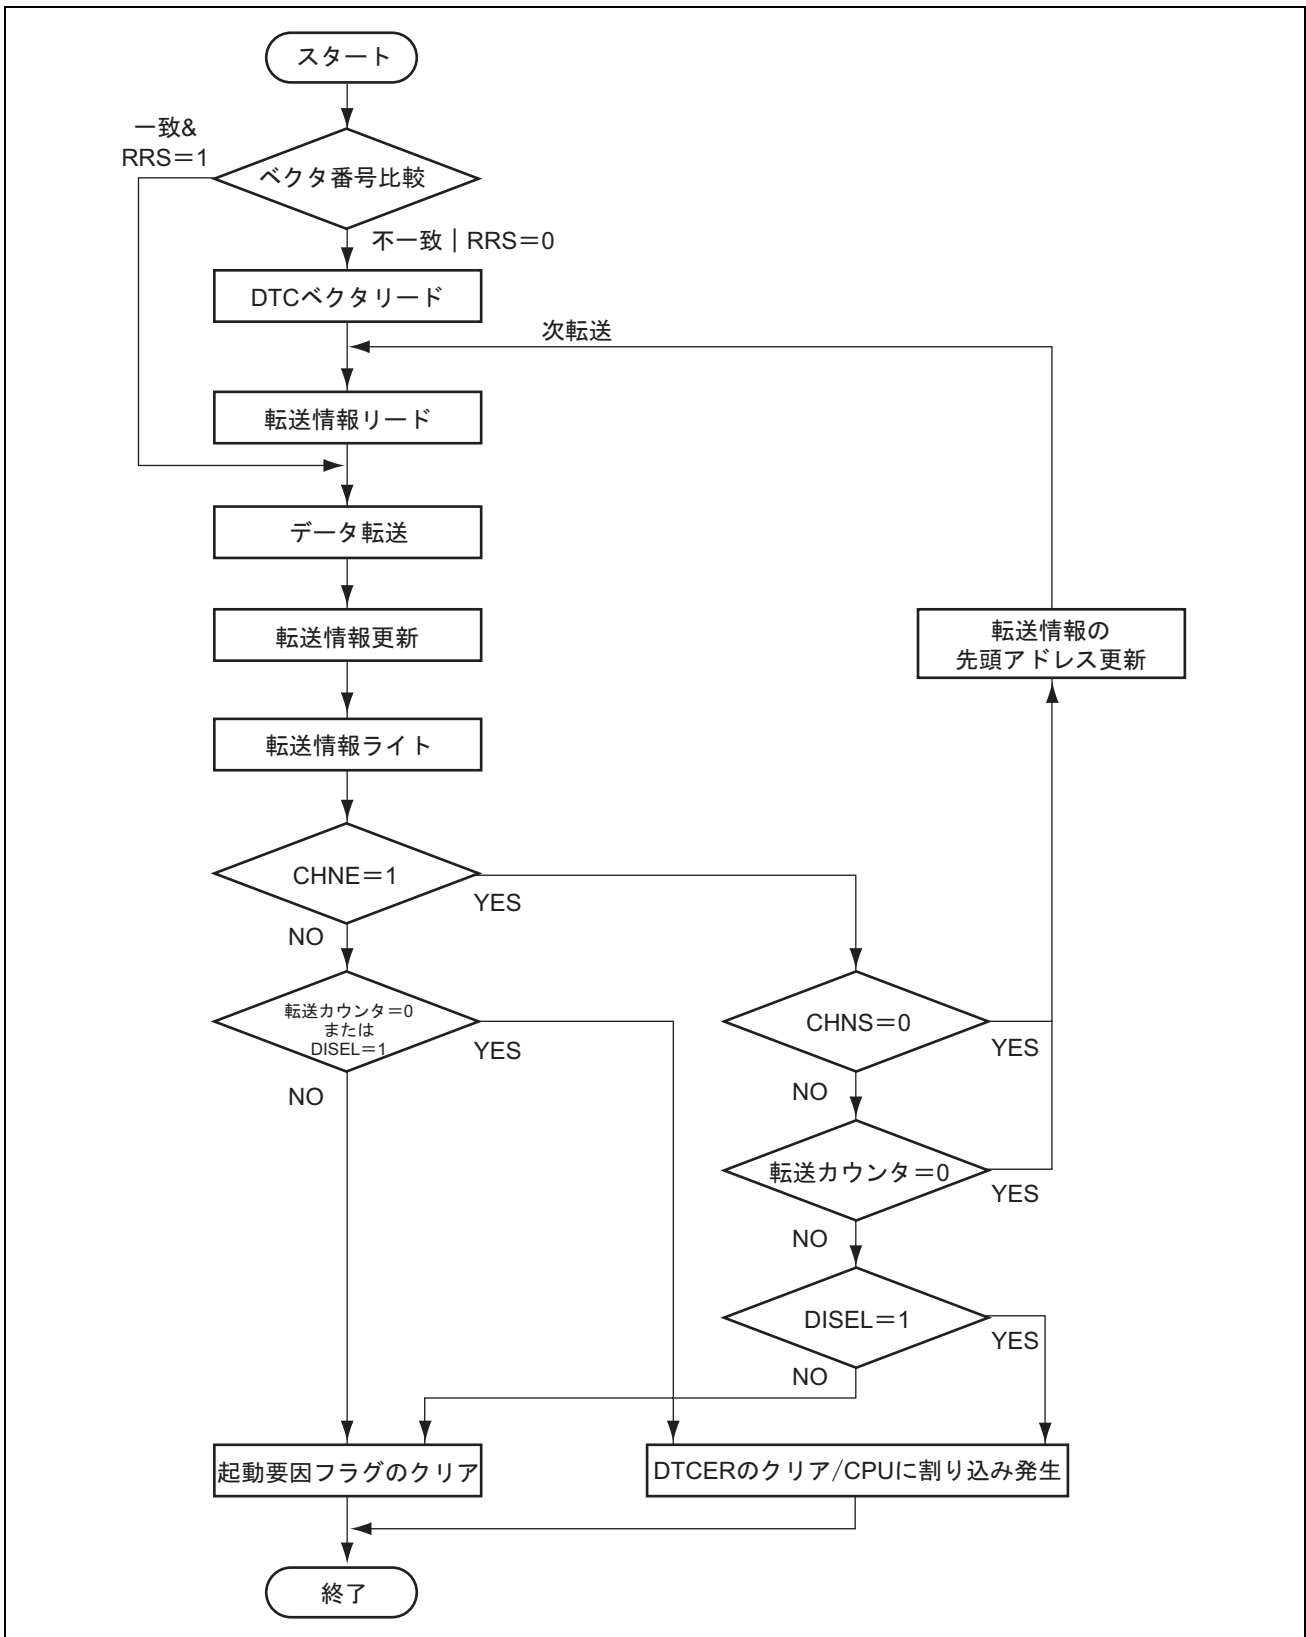 スタート
一致&
RRS＝1
ベクタ番号比較
不一致｜RRS＝0
DTCベクタリード
次転送
転送情報リード
データ転送
転送情報更新
転送情報の
先頭アドレス更新
転送情報ライト
CHNE＝1
YES
NO
転送カウンタ＝0
または
DISEL＝1
YES
NO
CHNS＝0
YES
NO
転送カウンタ＝0
YES
NO
DISEL＝1
YES
NO
起動要因フラグのクリア
DTCERのクリア/CPUに割り込み発生
終了